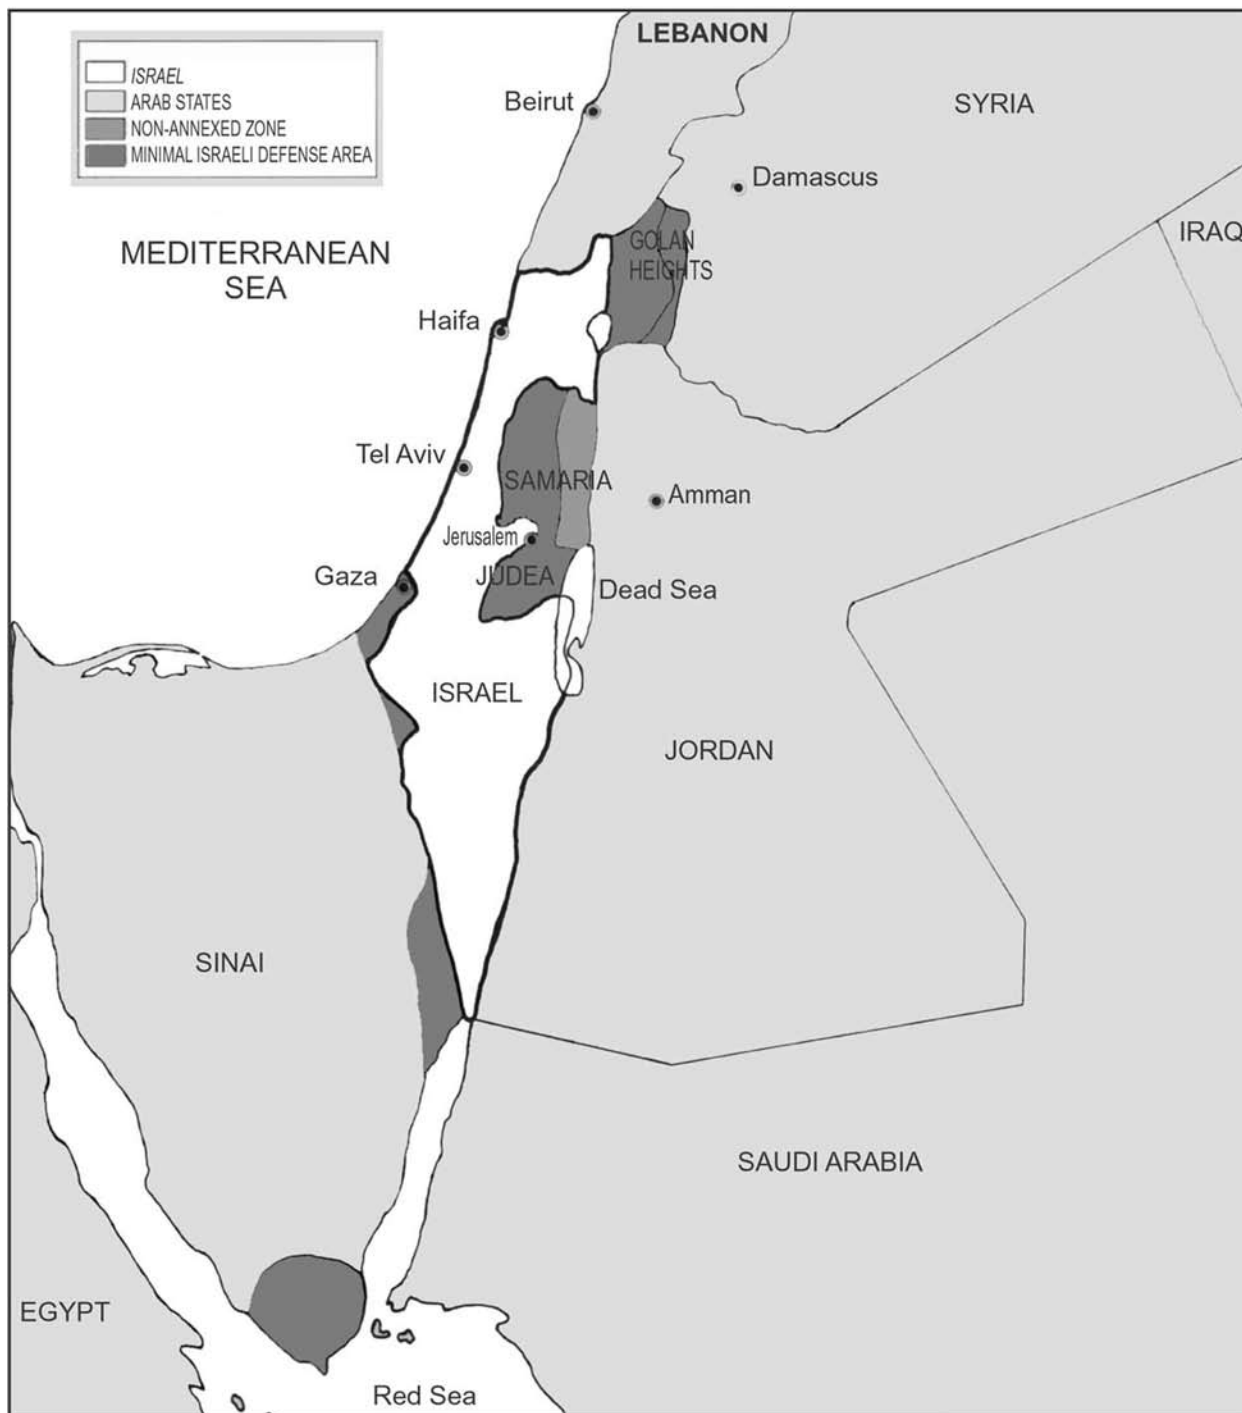 LEBANON
ISRAEL
ARAB STATES
NON-ANNEXED ZONE
MINIMAL ISRAELI DEFENSE AREA
Beirut
SYRIA
Damascus
MEDITERRANEAN
SEA
IRAQ
GOLAN
HEIGHTS
Haifa
Tel Aviv
SAMARIA
Amman
Jerusalem
Gaza
JUDEA
Dead Sea
ISRAEL
JORDAN
SINAI
SAUDI ARABIA
EGYPT
Red Sea